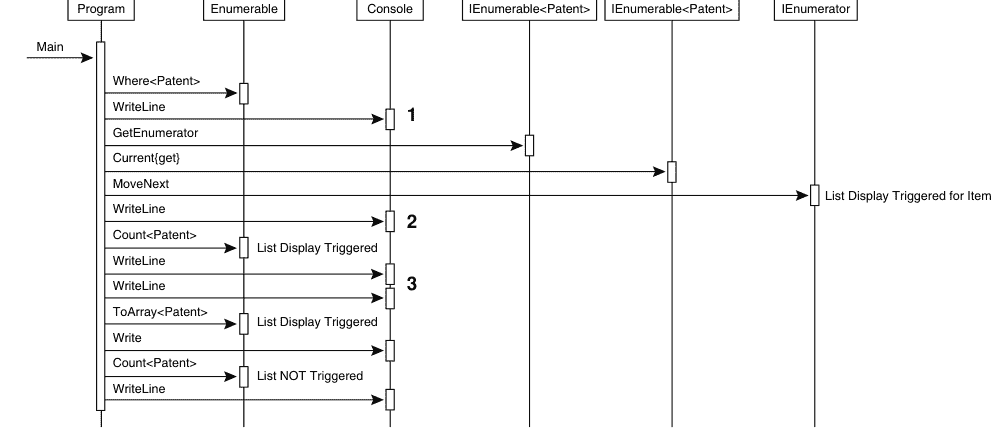 Program Enumerable Console IEnumerable<Patent> IEnumerable<Patent> IEnumerator
Main
Where<Patent>
WriteLine 1
GetEnumerator
Current{get}
MoveNext List Display Triggered for Item
WriteLine 2
Count<Patent> List Display Triggered
WriteLine
3
WriteLine
ToArray<Patent> List Display Triggered
Write
Count<Patent> List NOT Triggered
WriteLine